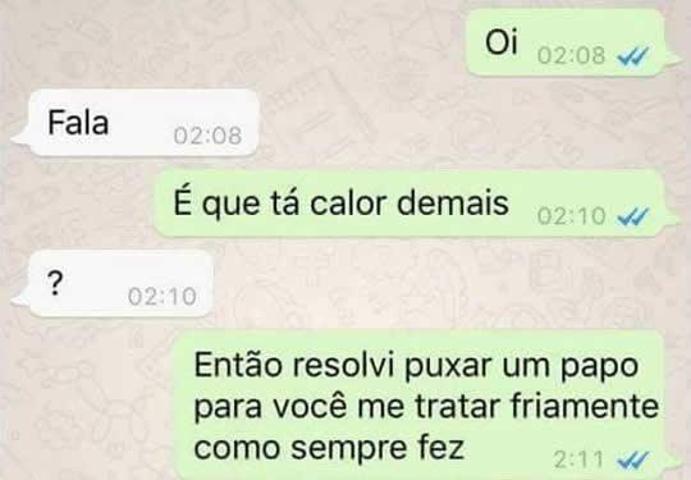 Oi 02:08
Fala 02:08
É que tá calor demais 02:10
? 02:10
Então resolvi puxar um papo
para você me tratar friamente
como sempre fez 2:11